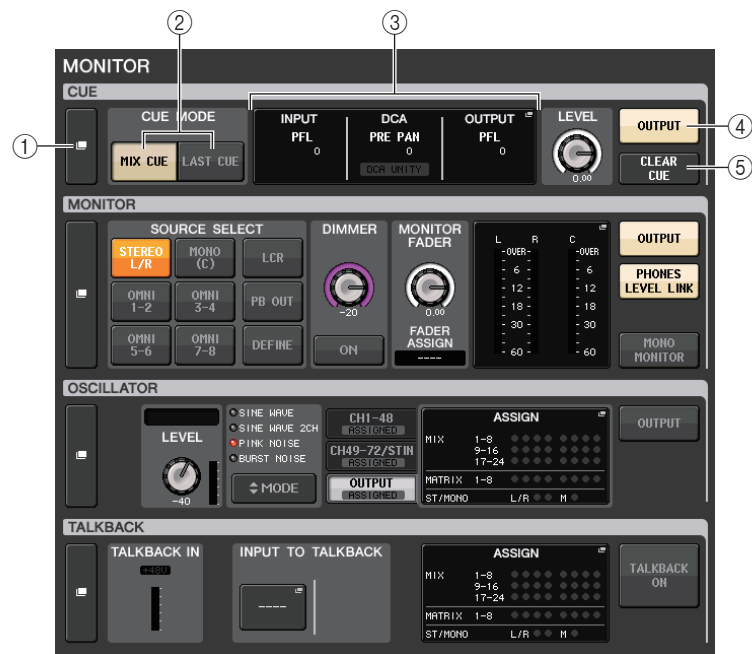 ② ③
MONITOR
CUE
①
CUE MODE
MIX CUE LAST CUE
INPUT DCA OUTPUT
PFL PRE PAN PFL
0 0 0
DCA UNITY
LEVEL
0.00
OUTPUT ④
CLEAR CUE ⑤
MONITOR
SOURCE SELECT
STEREO L/R MONO (C) LCR
OMNI 1-2 OMNI 3-4 PB OUT
OMNI 5-6 OMNI 7-8 DEFINE
DIMMER
-20
ON
MONITOR FADER
0.00
FADER ASSIGN
----
L R C
-OVER- -OVER
6 6
12 12
18 18
30 30
60 60
OUTPUT
PHONES LEVEL LINK
MONO MONITOR
OSCILLATOR
LEVEL
-40
SINE WAVE
SINE WAVE 2CH
PINK NOISE
BURST NOISE
MODE
CH1-48
ASSIGNED
CH49-72/STIN
ASSIGNED
OUTPUT
ASSIGNED
ASSIGN
MIX 1-8
9-16
17-24
MATRIX 1-8
ST/MONO L/R M
OUTPUT
TALKBACK
TALKBACK IN
+48V
INPUT TO TALKBACK
----
ASSIGN
MIX 1-8
9-16
17-24
MATRIX 1-8
ST/MONO L/R M
TALKBACK ON